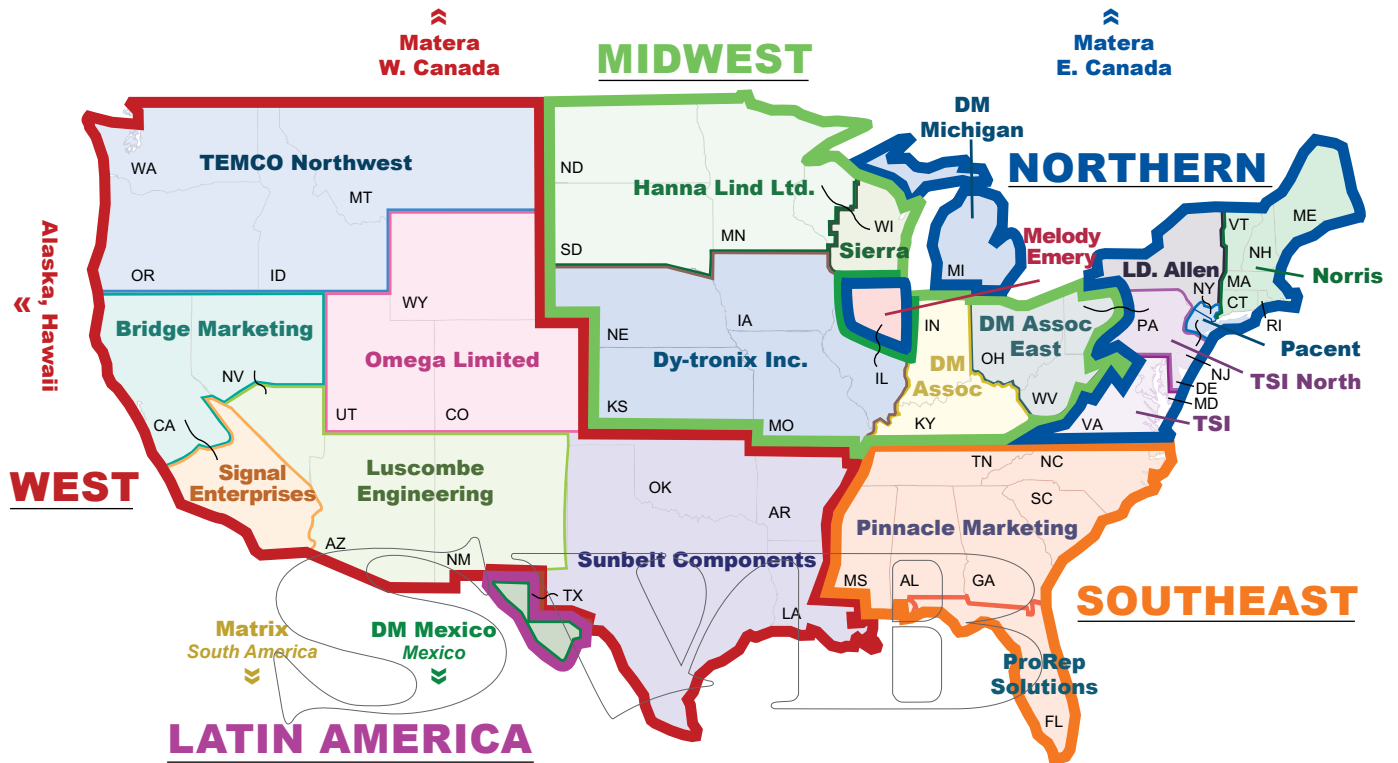 Matera
W. Canada
Matera
E. Canada
MIDWEST
DM
Michigan
NORTHERN
TEMCO Northwest
WA
MT
OR
ID
ND
Hanna Lind Ltd.
SD
MN
WI
Sierra
MI
Melody
Emery
VT
ME
NH
LD. Allen
MA
Norris
NY
CT
RI
Alaska, Hawaii
WY
Bridge Marketing
Omega Limited
NV
CA
UT
CO
NE
IA
Dy-tronix Inc.
KS
MO
IL
IN
DM Assoc
East
OH
DM
Assoc
WV
KY
PA
Pacent
NJ
TSI North
DE
MD
VA
TSI
WEST
Signal
Enterprises
Luscombe
Engineering
AZ
NM
OK
AR
Sunbelt Components
TX
LA
TN
NC
SC
Pinnacle Marketing
MS
AL
GA
SOUTHEAST
Matrix
South America
DM Mexico
Mexico
ProRep
Solutions
FL
LATIN AMERICA